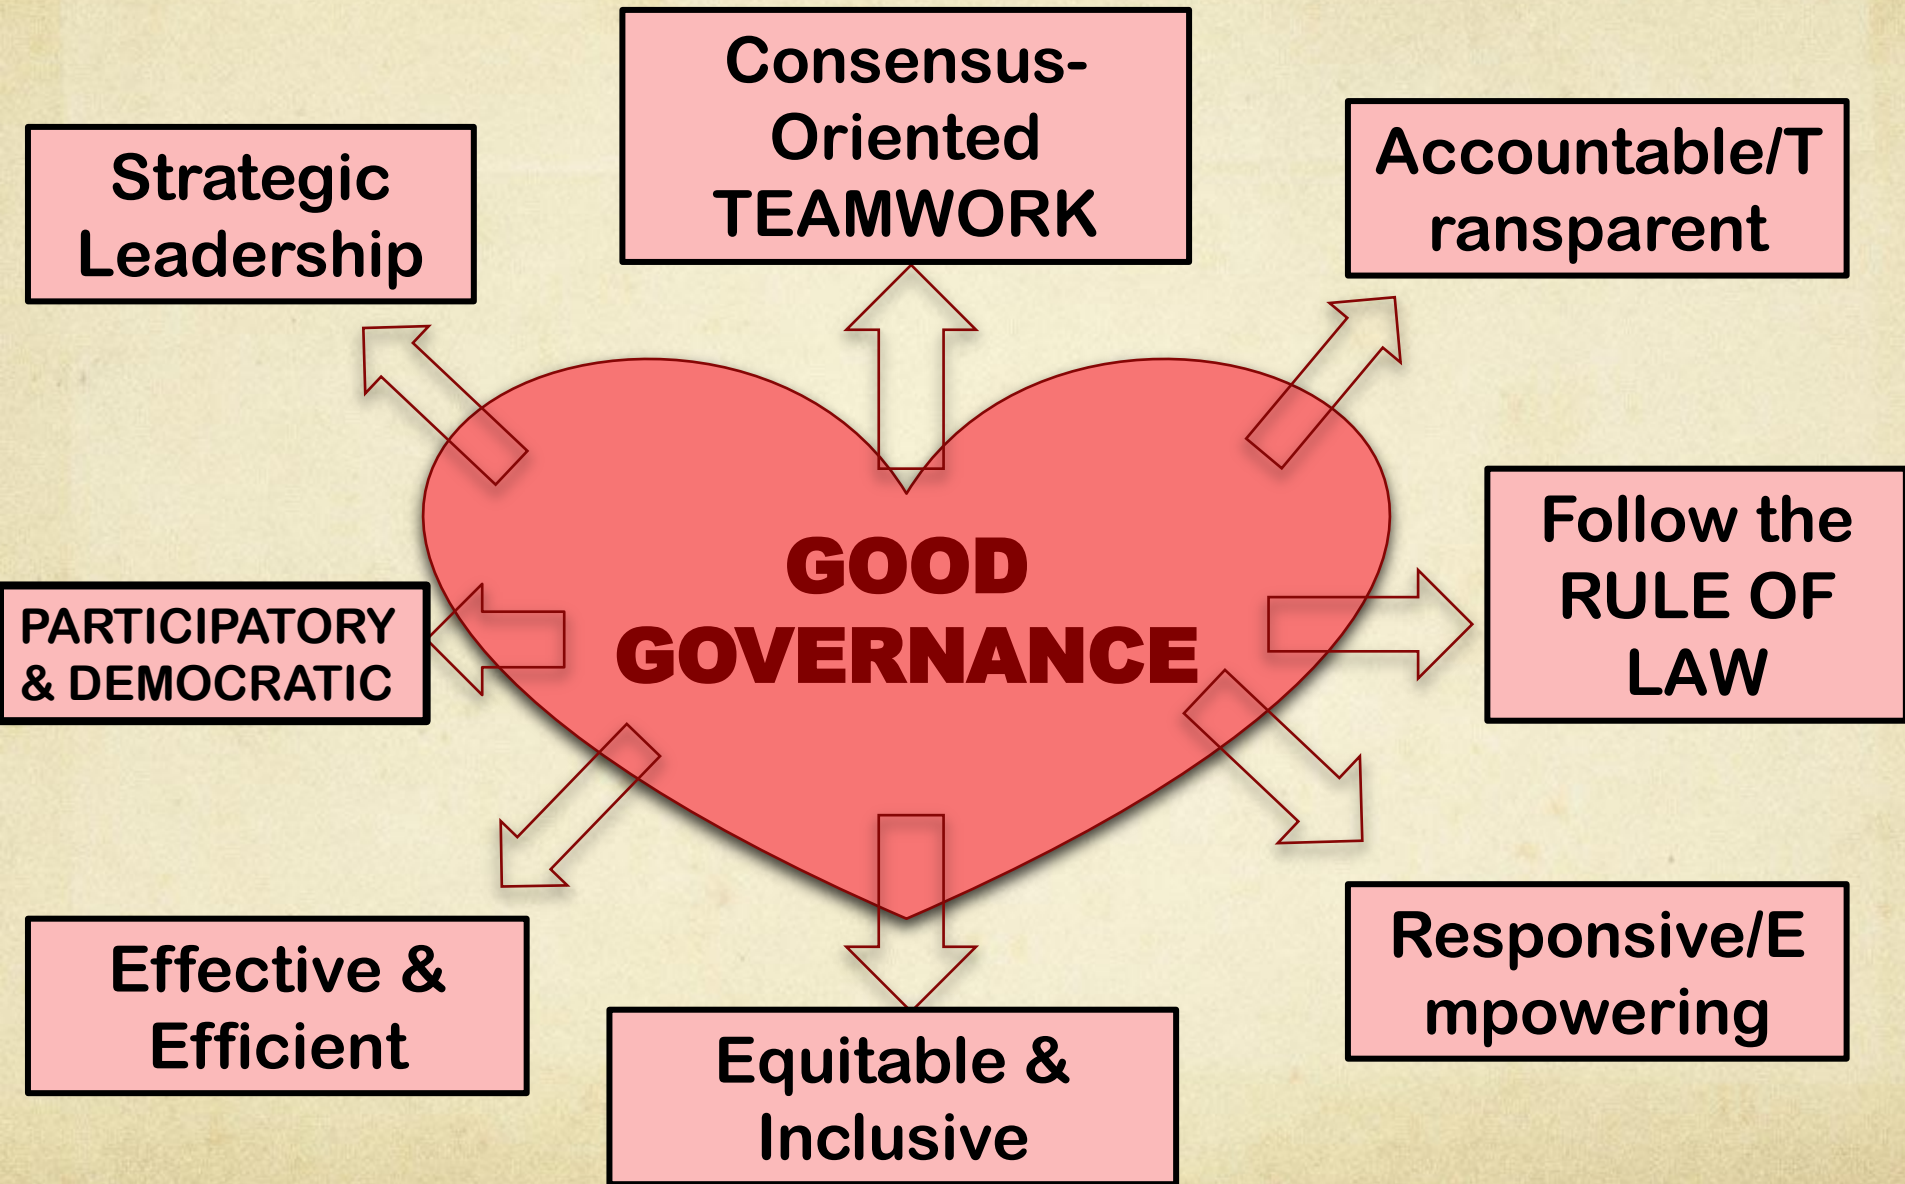 Consensus-
Oriented
TEAMWORK
Strategic
Leadership
Accountable/T
ransparent
GOOD
GOVERNANCE
Follow the
RULE OF
LAW
PARTICIPATORY
& DEMOCRATIC
Effective &
Efficient
Equitable &
Inclusive
Responsive/E
mpowering